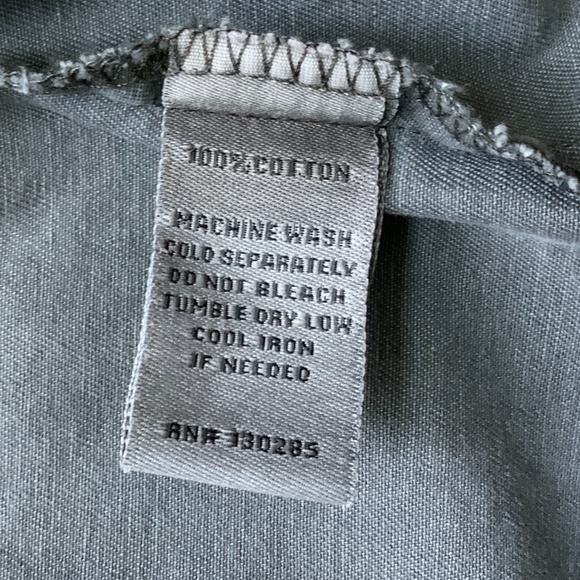 100% COTTON
MACHINE WASH
COLD SEPARATELY
DO NOT BLEACH
TUMBLE DRY LOW
COOL IRON
IF NEEDED
RN# 130285